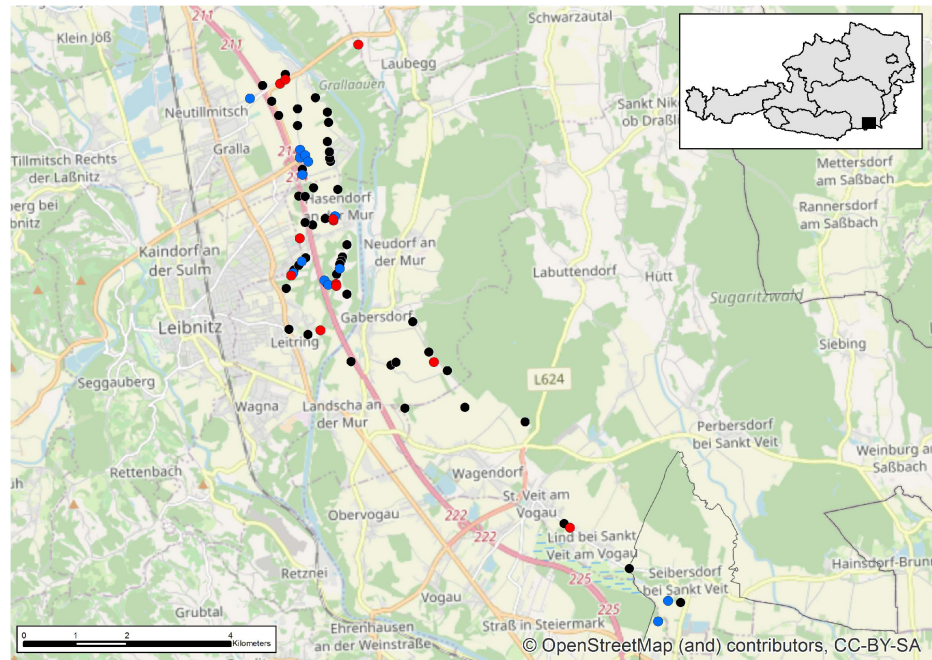 211
Klein Jöß
211
Schwarzautal
Laubegg
Grallaauen
Neutillmitsch
Sankt Nik
ob Draßli
Gralla
Tillmitsch Rechts
der Laßnitz
Mettersdorf
am Saßbach
Hasendorf
an der Mur
Rannersdorf
am Saßbach
Kaindorf an
der Sulm
Neudorf an
der Mur
Labuttendorf
Hütt
Sugaritzwald
Leibnitz
Gabersdorf
Leitring
Siebing
Seggauberg
L624
Wagna
Landscha an
der Mur
Perbersdorf
bei Sankt Veit
Weinburg am
Saßbach
Rettenbach
Wagendorf
St. Veit am
Vogau
Obervogau
222
222
Lind bei Sankt
Veit am Vogau
Retznei
225
Seibersdorf
bei Sankt Veit
Hainsdorf-Brunn
Vogau
225
Grubtal
Ehrenhausen
an der Weinstraße
Straß in Steiermark
0 1 2 4
Kilometers
© OpenStreetMap (and) contributors, CC-BY-SA